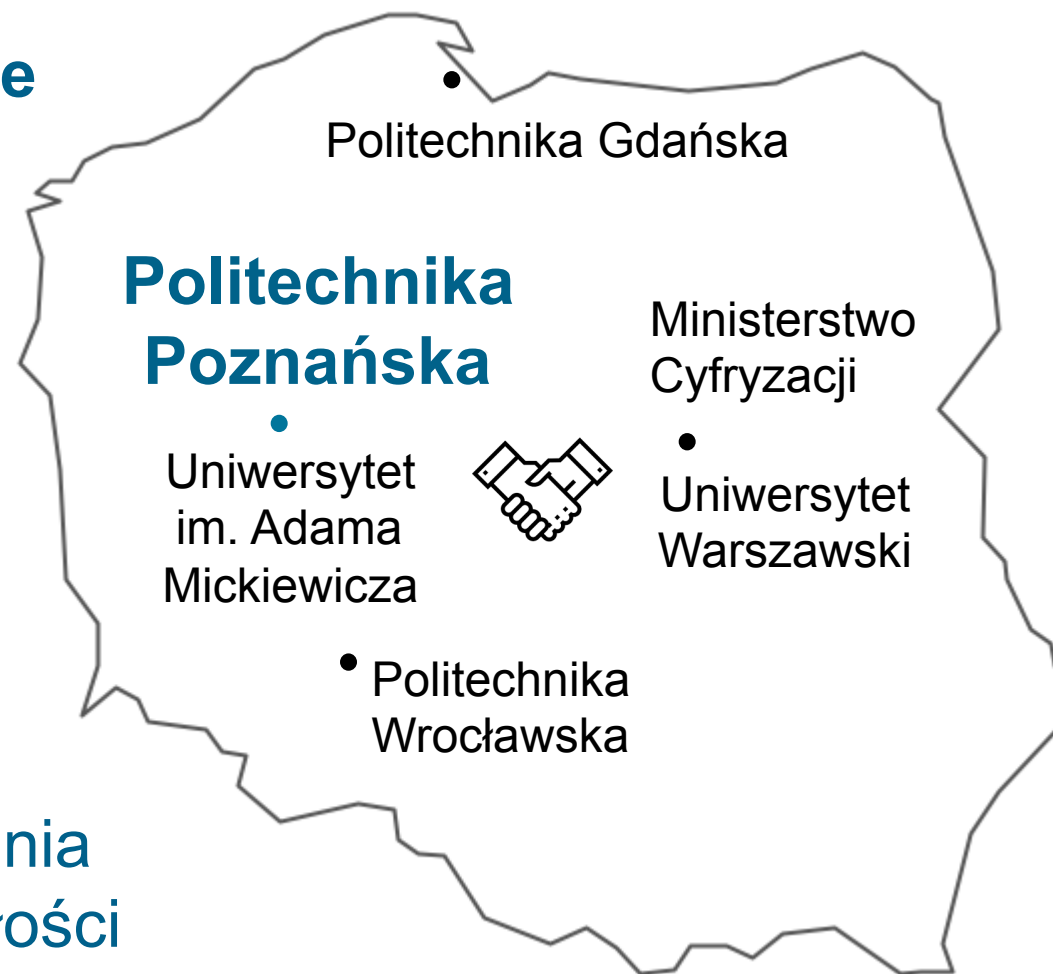 e
Politechnika Gdańska
Politechnika
Poznańska
Ministerstwo
Cyfryzacji
Uniwersytet
im. Adama
Mickiewicza
Uniwersytet
Warszawski
Politechnika
Wrocławska
nia
ości